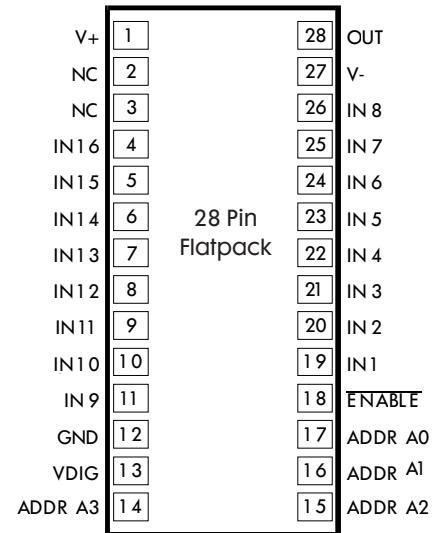 V+ 1 28 OUT
NC 2 27 V-
NC 3 26 IN 8
IN16 4 25 IN 7
IN15 5 24 IN 6
IN14 6 28 Pin 23 IN 5
IN13 7 Flatpack 22 IN 4
IN12 8 21 IN 3
IN11 9 20 IN 2
IN10 10 19 IN1
IN 9 11 18 ENABLE
GND 12 17 ADDR A0
VDIG 13 16 ADDR A1
ADDR A3 14 15 ADDR A2